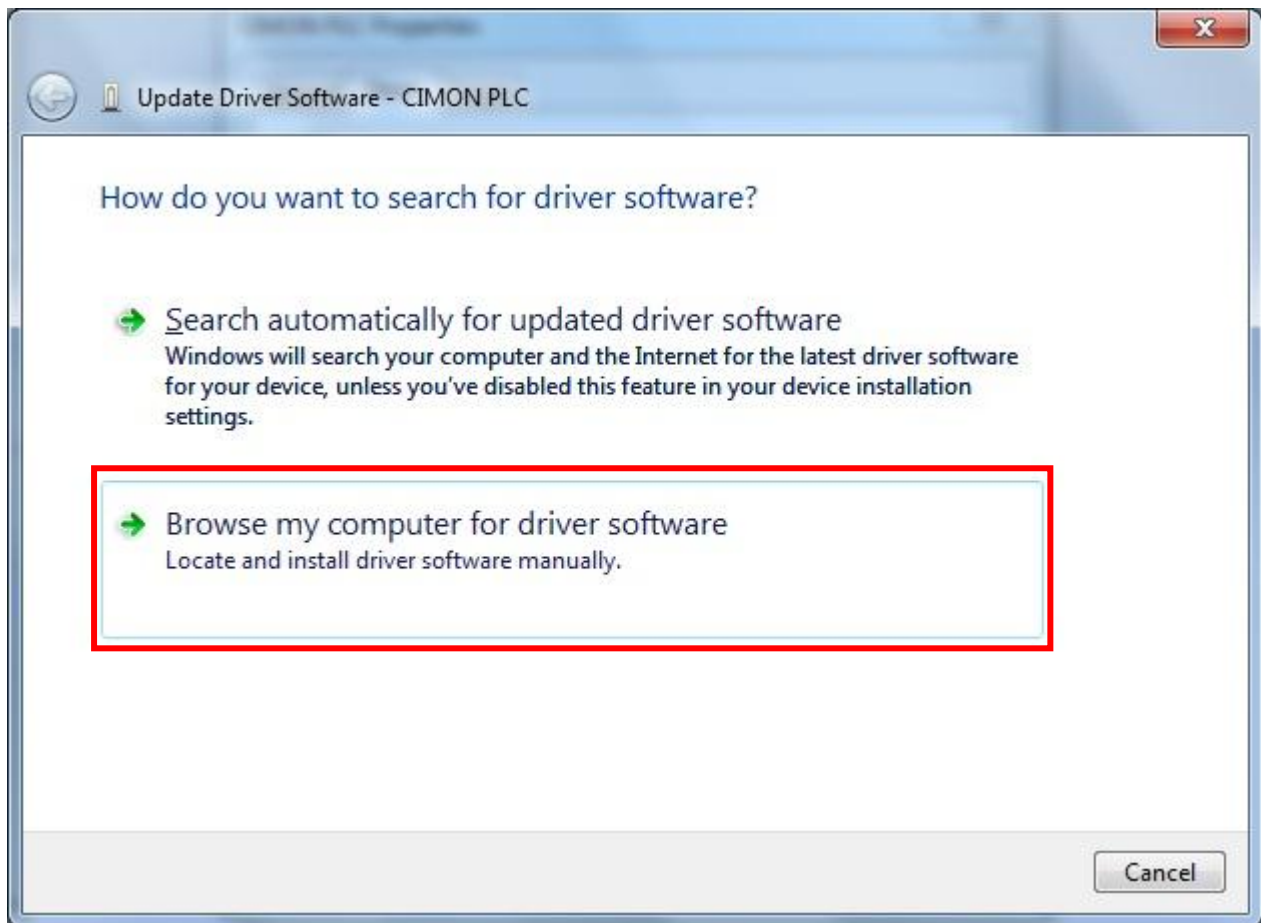 CIMON PLC Properties
Update Driver Software - CIMON PLC
How do you want to search for driver software?
Search automatically for updated driver software
Windows will search your computer and the Internet for the latest driver software
for your device, unless you've disabled this feature in your device installation
settings.
Browse my computer for driver software
Locate and install driver software manually.
Cancel